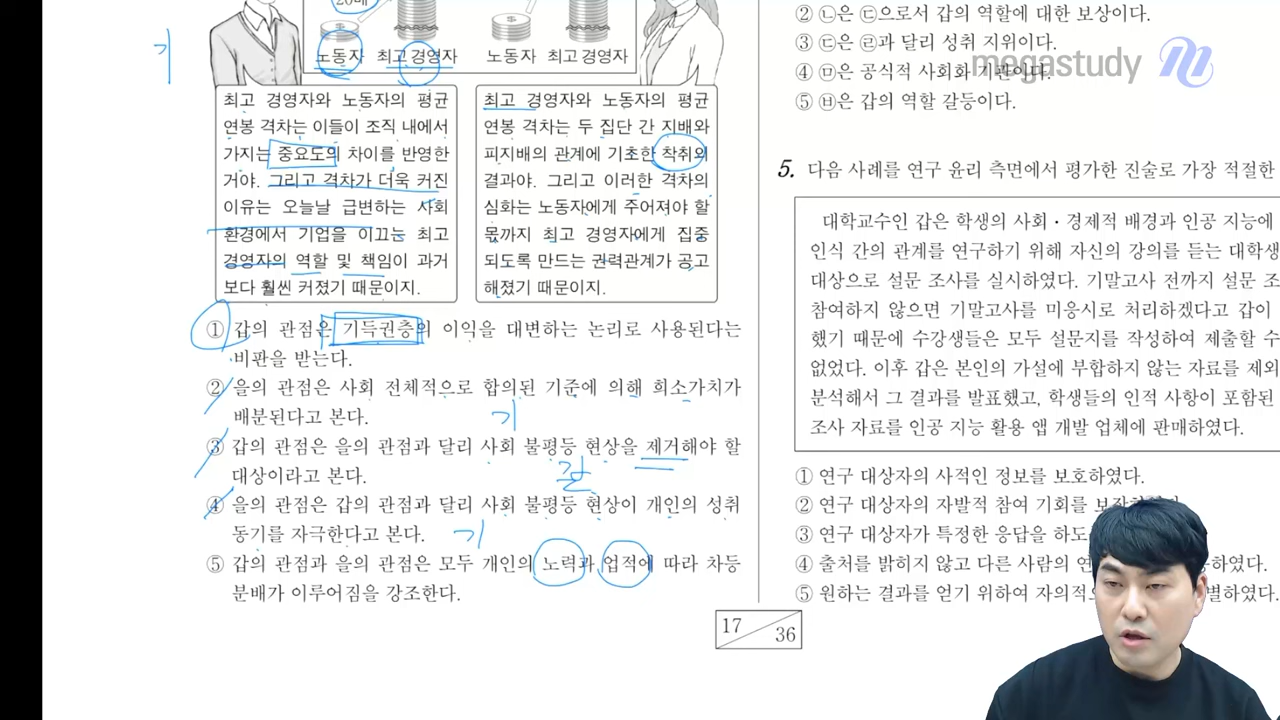 20배
노동자 최고 경영자 노동자 최고 경영자
기
최고 경영자와 노동자의 평균
연봉 격차는 이들이 조직 내에서
가지는 중요도의 차이를 반영한
거야. 그리고 격차가 더욱 커진
이유는 오늘날 급변하는 사회
환경에서 기업을 이끄는 최고
경영자의 역할 및 책임이 과거
보다 훨씬 커졌기 때문이지.
최고 경영자와 노동자의 평균
연봉 격차는 두 집단 간 지배와
피지배의 관계에 기초한 착취의
결과야. 그리고 이러한 격차의
심화는 노동자에게 주어져야 할
몫까지 최고 경영자에게 집중
되도록 만드는 권력관계가 공고
해졌기 때문이지.
① 갑의 관점은 기득권층의 이익을 대변하는 논리로 사용된다는
비판을 받는다.
② 을의 관점은 사회 전체적으로 합의된 기준에 의해 희소가치가
배분된다고 본다.
기
③ 갑의 관점은 을의 관점과 달리 사회 불평등 현상을 제거해야 할
대상이라고 본다.
갈
④ 을의 관점은 갑의 관점과 달리 사회 불평등 현상이 개인의 성취
동기를 자극한다고 본다.
기
⑤ 갑의 관점과 을의 관점은 모두 개인의 노력과 업적에 따라 차등
분배가 이루어짐을 강조한다.
17 36
② ㉡은 ㉢으로서 갑의 역할에 대한 보상이다.
③ ㉢은 ㉣과 달리 성취 지위이다.
④ ㉤은 공식적 사회화 기관이다.
⑤ ㉥은 갑의 역할 갈등이다.
megastudy
5. 다음 사례를 연구 윤리 측면에서 평가한 진술로 가장 적절한
대학교수인 갑은 학생의 사회·경제적 배경과 인공 지능에
인식 간의 관계를 연구하기 위해 자신의 강의를 듣는 대학생
대상으로 설문 조사를 실시하였다. 기말고사 전까지 설문 조
참여하지 않으면 기말고사를 미응시로 처리하겠다고 갑이
했기 때문에 수강생들은 모두 설문지를 작성하여 제출할 수
없었다. 이후 갑은 본인의 가설에 부합하지 않는 자료를 제외
분석해서 그 결과를 발표했고, 학생들의 인적 사항이 포함된
조사 자료를 인공 지능 활용 앱 개발 업체에 판매하였다.
① 연구 대상자의 사적인 정보를 보호하였다.
② 연구 대상자의 자발적 참여 기회를
③ 연구 대상자가 특정한 응답을 하도
④ 출처를 밝히지 않고 다른 사람의 하였다.
⑤ 원하는 결과를 얻기 위하여 자의적 별하였다.